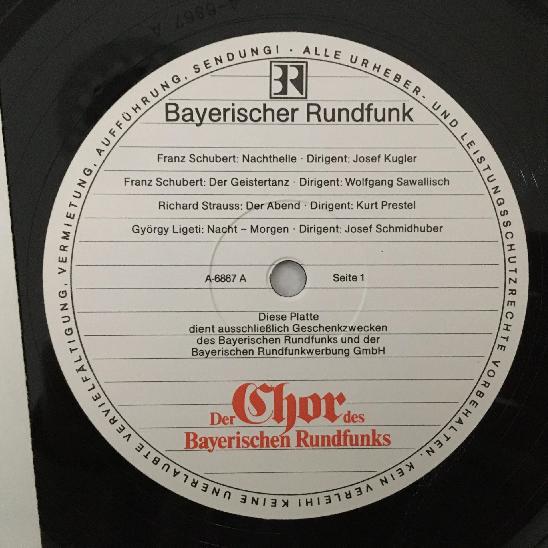 ALLE URHEBER- UND LEISTUNGSSCHUTZRECHTE VORBEHALTEN. KEIN VERLEIH! KEINE UNERLAUBTE VERVIELFÄLTIGUNG, VERMIETUNG, AUFFÜHRUNG, SENDUNG! ·
BR
Bayerischer Rundfunk
Franz Schubert: Nachthelle · Dirigent: Josef Kugler
Franz Schubert: Der Geistertanz · Dirigent: Wolfgang Sawallisch
Richard Strauss: Der Abend · Dirigent: Kurt Prestel
György Ligeti: Nacht – Morgen · Dirigent: Josef Schmidhuber
A-6867 A Seite 1
Diese Platte
dient ausschließlich Geschenkzwecken
des Bayerischen Rundfunks und der
Bayerischen Rundfunkwerbung GmbH
Der Chor des
Bayerischen Rundfunks
A-6867 A